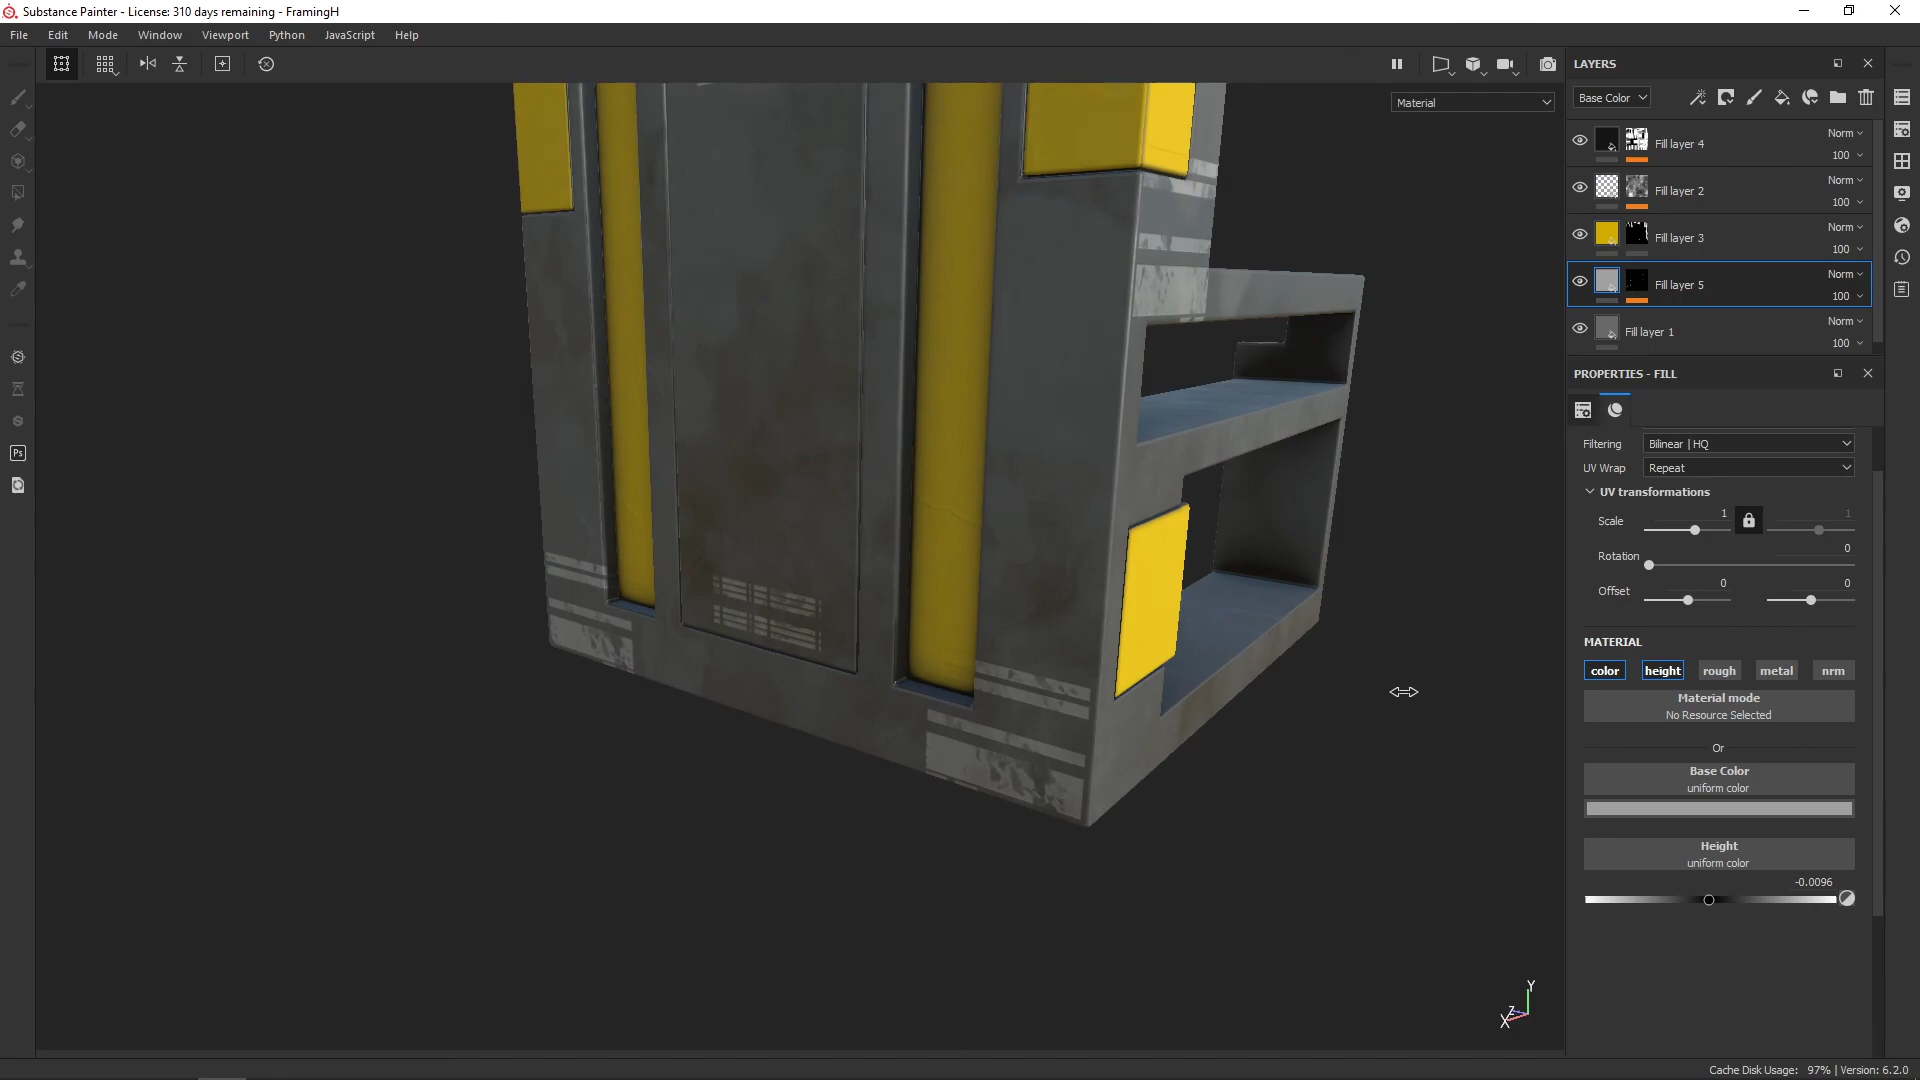 Substance Painter - License: 310 days remaining - FramingH
File Edit Mode Window Viewport Python JavaScript Help
Material
LAYERS
Base Color
Fill layer 4 Norm
100
Fill layer 2 Norm
100
Fill layer 3 Norm
100
Fill layer 5 Norm
100
Fill layer 1 Norm
100
PROPERTIES - FILL
Filtering Bilinear | HQ
UV Wrap Repeat
UV transformations
Scale 1 1
Rotation 0
Offset 0 0
MATERIAL
color height rough metal nrm
Material mode
No Resource Selected
Or
Base Color
uniform color
Height
uniform color
-0.0096
Ps
Y
Z
X
Cache Disk Usage: 97% | Version: 6.2.0